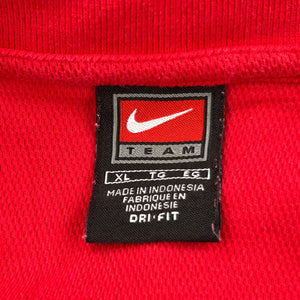 TEAM
XL TG EG
MADE IN INDONESIA
FABRIQUE EN
INDONESIE
DRI-FIT